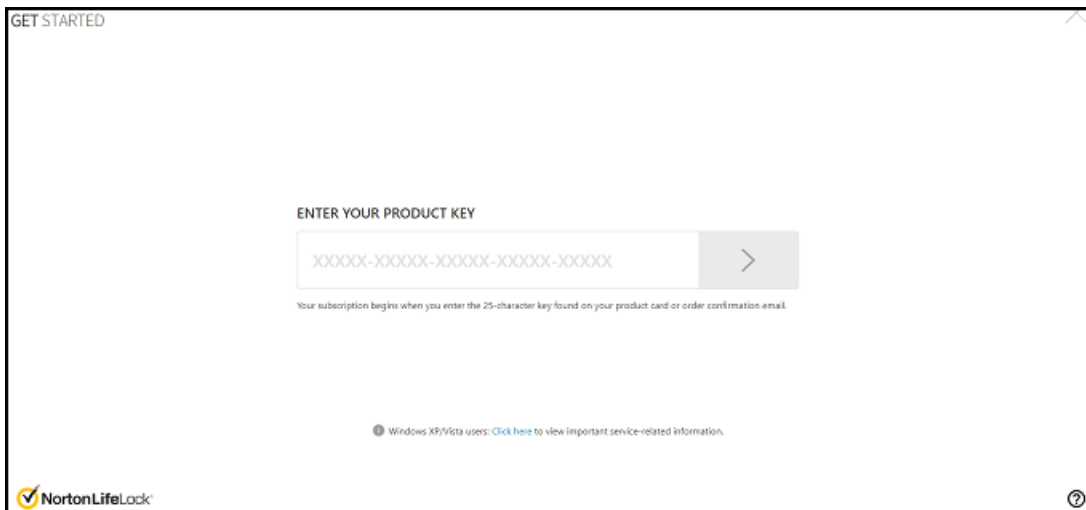 GET STARTED
ENTER YOUR PRODUCT KEY
XXXXX-XXXXX-XXXXX-XXXXX-XXXXX
Your subscription begins when you enter the 25-character key found on your product card or order confirmation email.
Windows XP/Vista users: Click here to view important service-related information.
NortonLifeLock